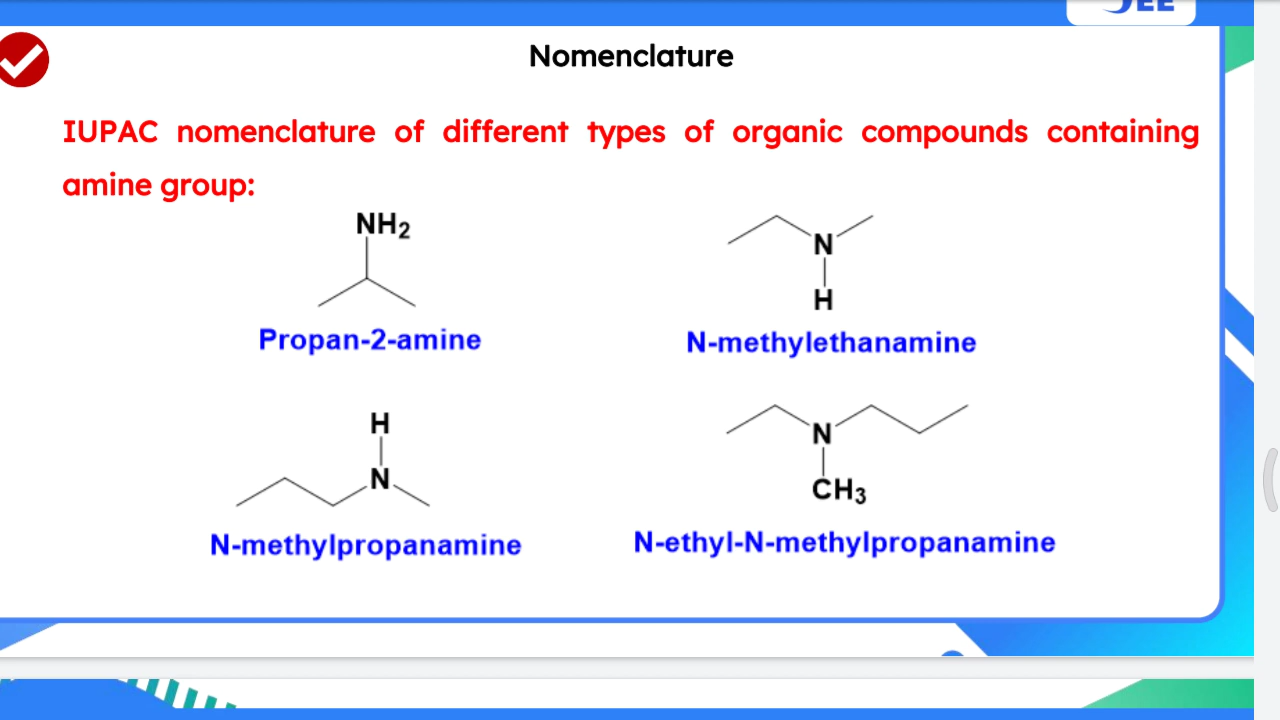 JEE
Nomenclature
IUPAC nomenclature of different types of organic compounds containing
amine group:
NH2
Propan-2-amine
N
H
N-methylethanamine
H
N
N-methylpropanamine
N
CH3
N-ethyl-N-methylpropanamine